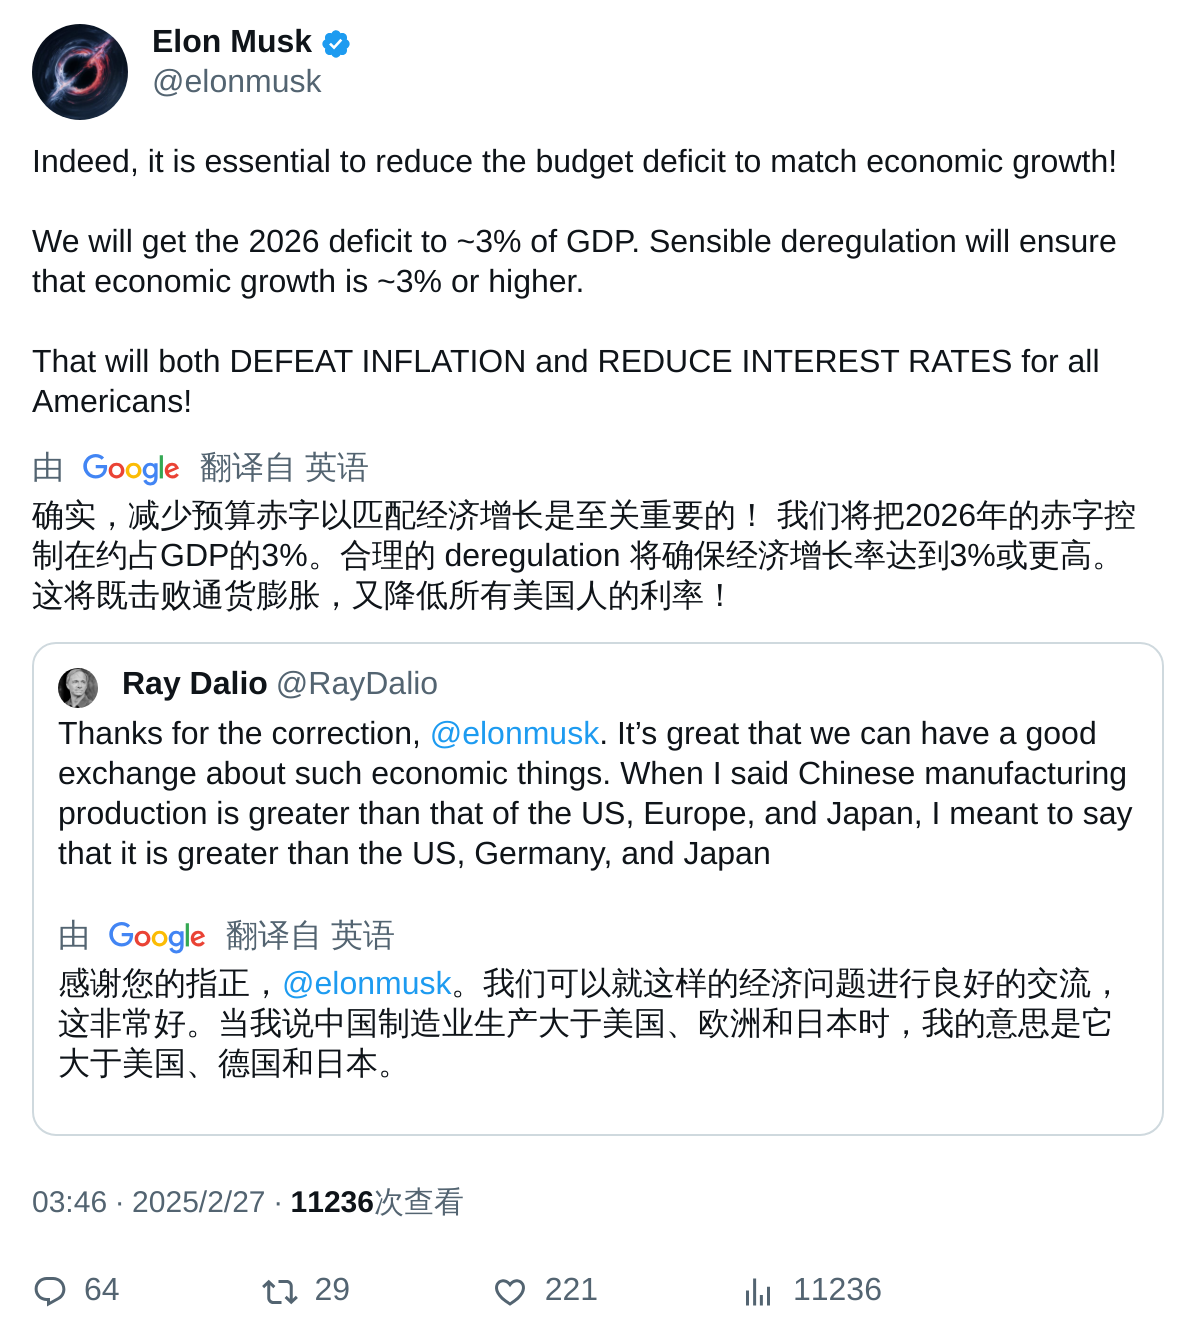 Elon Musk
@elonmusk
Indeed, it is essential to reduce the budget deficit to match economic growth!
We will get the 2026 deficit to ~3% of GDP. Sensible deregulation will ensure
that economic growth is ~3% or higher.
That will both DEFEAT INFLATION and REDUCE INTEREST RATES for all
Americans!
由 Google 翻译自 英语
确实，减少预算赤字以匹配经济增长是至关重要的！ 我们将把2026年的赤字控
制在约占GDP的3%。合理的 deregulation 将确保经济增长率达到3%或更高。
这将既击败通货膨胀，又降低所有美国人的利率！
Ray Dalio @RayDalio
Thanks for the correction, @elonmusk. It’s great that we can have a good
exchange about such economic things. When I said Chinese manufacturing
production is greater than that of the US, Europe, and Japan, I meant to say
that it is greater than the US, Germany, and Japan
由 Google 翻译自 英语
感谢您的指正，@elonmusk。我们可以就这样的经济问题进行良好的交流，
这非常好。当我说中国制造业生产大于美国、欧洲和日本时，我的意思是它
大于美国、德国和日本。
03:46 · 2025/2/27 · 11236次查看
64 29 221 11236